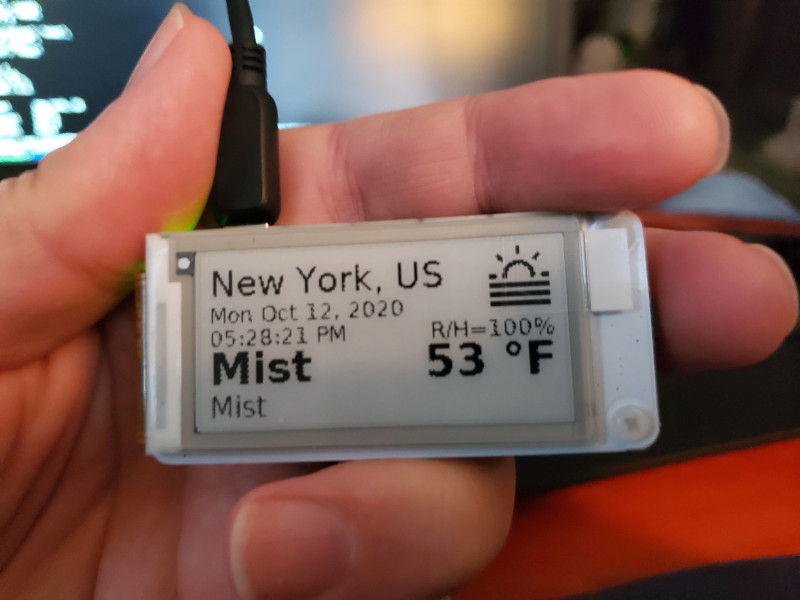 New York, US
Mon Oct 12, 2020
05:28:21 PM
R/H=100%
Mist
53 °F
Mist